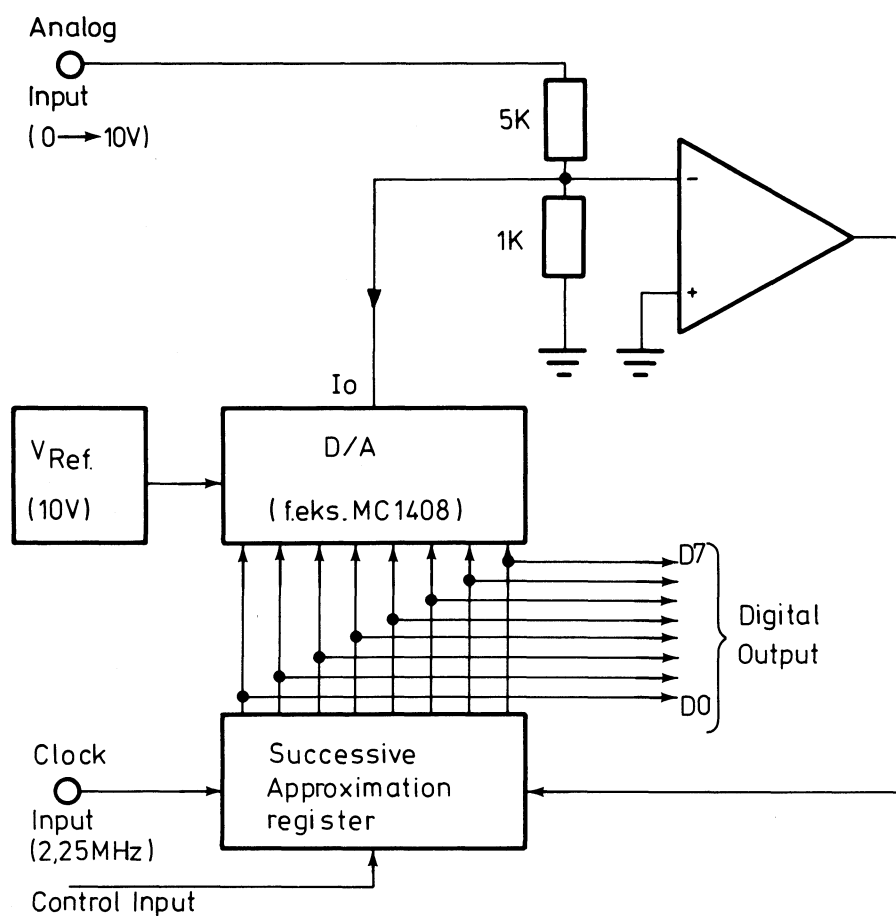 Analog
Input
(0→10V)
5K
1K
-
+
Io
VRef.
(10V)
D/A
(f.eks.MC1408)
D7
Digital
Output
D0
Clock
Input
(2,25MHz)
Successive
Approximation
register
Control Input